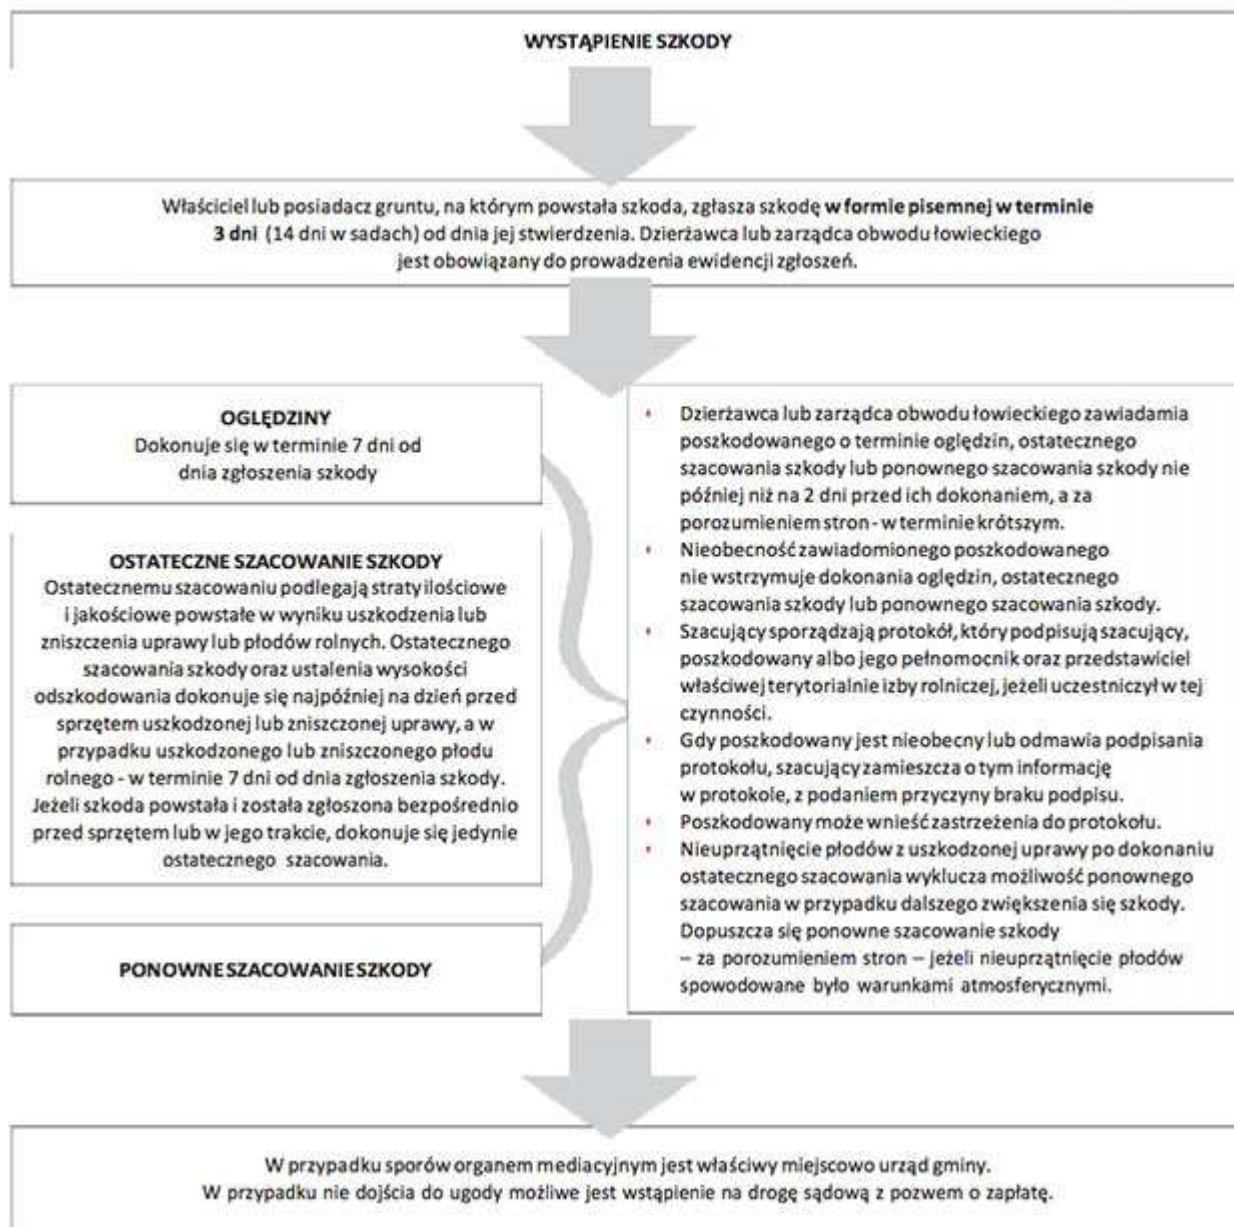 WYSTĄPIENIE SZKODY
Właściciel lub posiadacz gruntu, na którym powstała szkoda, zgłasza szkodę w formie pisemnej w terminie
3 dni (14 dni w sadach) od dnia jej stwierdzenia. Dzierżawca lub zarządca obwodu łowieckiego
jest obowiązany do prowadzenia ewidencji zgłoszeń.
OGLĘDZINY
Dokonuje się w terminie 7 dni od
dnia zgłoszenia szkody
OSTATECZNE SZACOWANIE SZKODY
Ostatecznemu szacowaniu podlegają straty ilościowe
i jakościowe powstałe w wyniku uszkodzenia lub
zniszczenia uprawy lub płodów rolnych. Ostatecznego
szacowania szkody oraz ustalenia wysokości
odszkodowania dokonuje się najpóźniej na dzień przed
sprzętem uszkodzonej lub zniszczonej uprawy, a w
przypadku uszkodzonego lub zniszczonego płodu
rolnego - w terminie 7 dni od dnia zgłoszenia szkody.
Jeżeli szkoda powstała i została zgłoszona bezpośrednio
przed sprzętem lub w jego trakcie, dokonuje się jedynie
ostatecznego szacowania.
PONOWNE SZACOWANIE SZKODY
• Dzierżawca lub zarządca obwodu łowieckiego zawiadamia
poszkodowanego o terminie oględzin, ostatecznego
szacowania szkody lub ponownego szacowania szkody nie
później niż na 2 dni przed ich dokonaniem, a za
porozumieniem stron - w terminie krótszym.
• Nieobecność zawiadomionego poszkodowanego
nie wstrzymuje dokonania oględzin, ostatecznego
szacowania szkody lub ponownego szacowania szkody.
• Szacujący sporządzają protokół, który podpisują szacujący,
poszkodowany albo jego pełnomocnik oraz przedstawiciel
właściwej terytorialnie izby rolniczej, jeżeli uczestniczył w tej
czynności.
• Gdy poszkodowany jest nieobecny lub odmawia podpisania
protokołu, szacujący zamieszcza o tym informację
w protokole, z podaniem przyczyny braku podpisu.
• Poszkodowany może wnieść zastrzeżenia do protokołu.
• Nieuprzątnięcie płodów z uszkodzonej uprawy po dokonaniu
ostatecznego szacowania wyklucza możliwość ponownego
szacowania w przypadku dalszego zwiększenia się szkody.
Dopuszcza się ponowne szacowanie szkody
– za porozumieniem stron – jeżeli nieuprzątnięcie płodów
spowodowane było warunkami atmosferycznymi.
W przypadku sporów organem mediacyjnym jest właściwy miejscowo urząd gminy.
W przypadku nie dojścia do ugody możliwe jest wstąpienie na drogę sądową z pozwem o zapłatę.